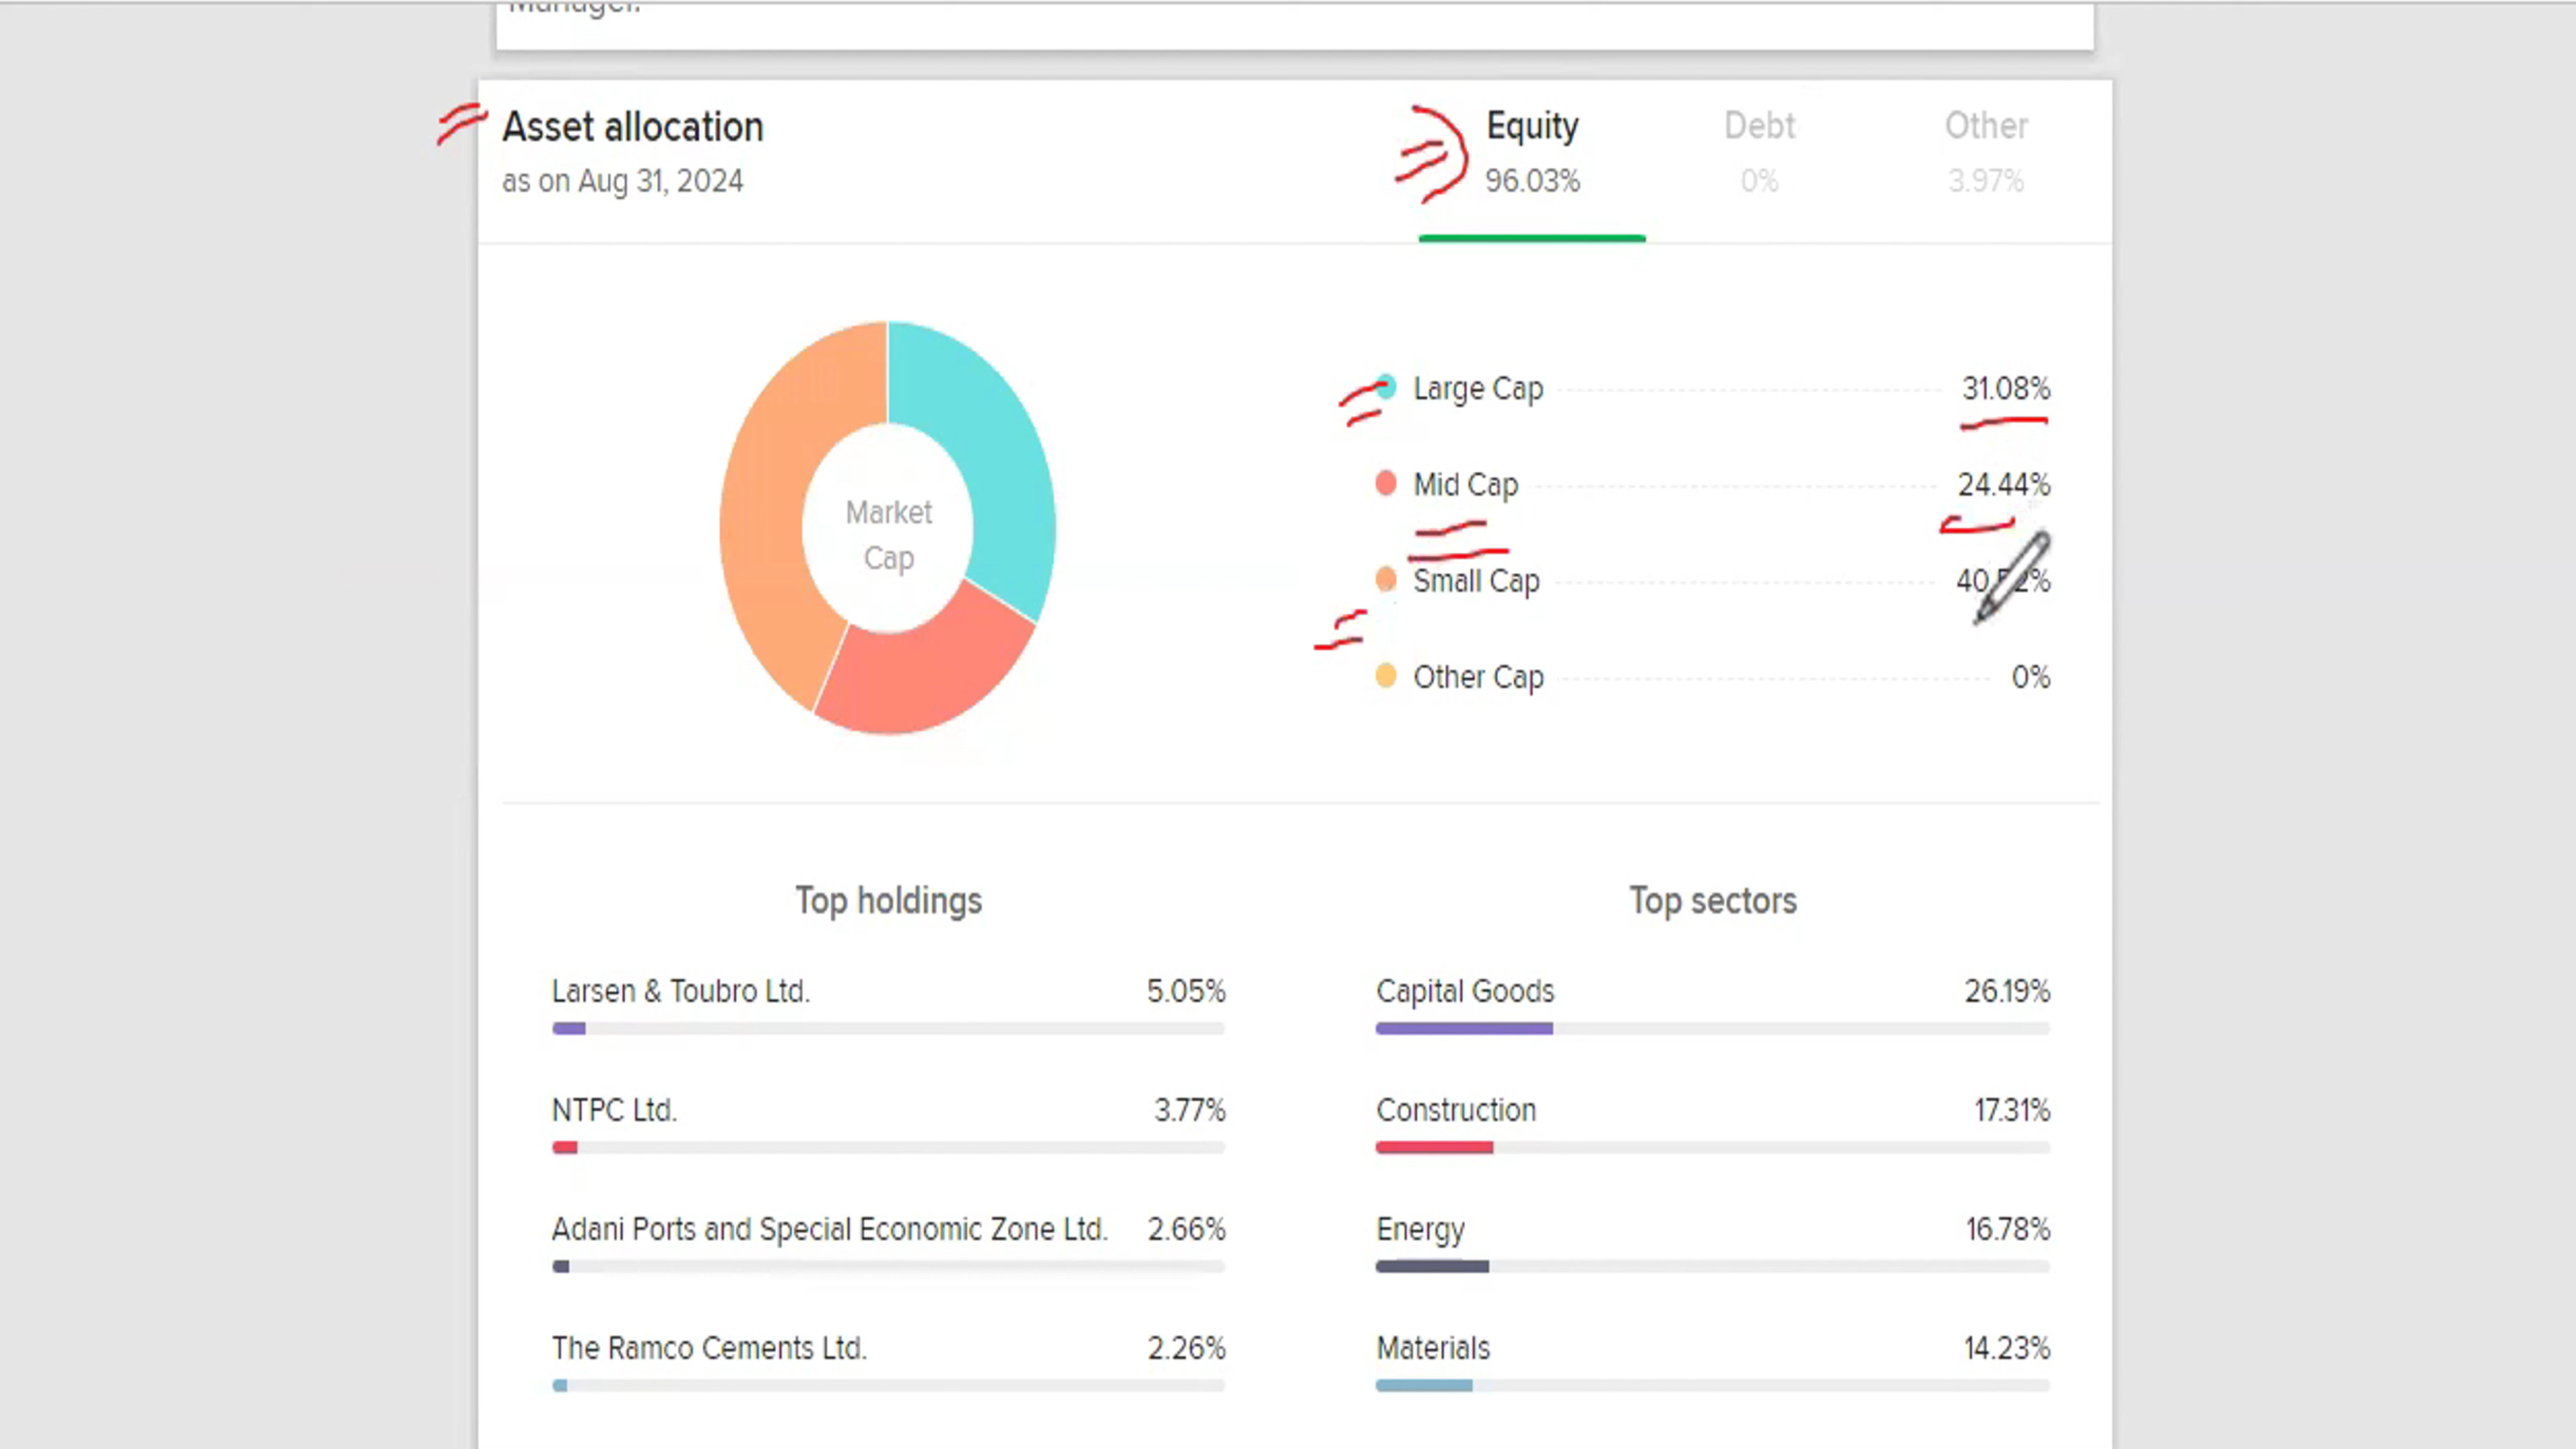 Manager.
Asset allocation
as on Aug 31, 2024
Equity
96.03%
Debt
0%
Other
3.97%
Market
Cap
Large Cap 31.08%
Mid Cap 24.44%
Small Cap
Other Cap 0%
Top holdings
Larsen & Toubro Ltd. 5.05%
NTPC Ltd. 3.77%
Adani Ports and Special Economic Zone Ltd. 2.66%
The Ramco Cements Ltd. 2.26%
Top sectors
Capital Goods 26.19%
Construction 17.31%
Energy 16.78%
Materials 14.23%